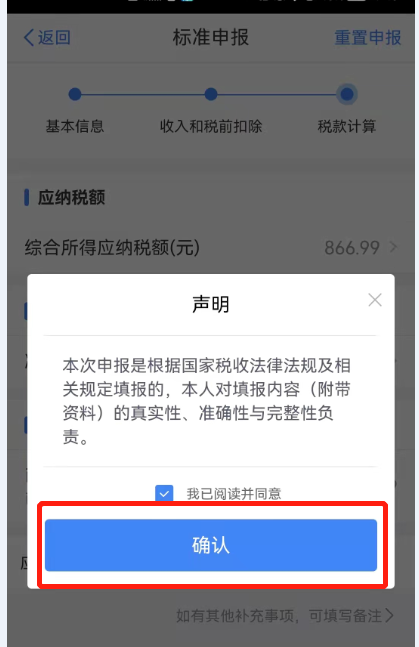 返回
标准申报
重置申报
基本信息
收入和税前扣除
税款计算
应纳税额
综合所得应纳税额(元)
866.99
声明
本次申报是根据国家税收法律法规及相
关规定填报的，本人对填报内容（附带
资料）的真实性、准确性与完整性负
责。
我已阅读并同意
确认
如有其他补充事项，可填写备注